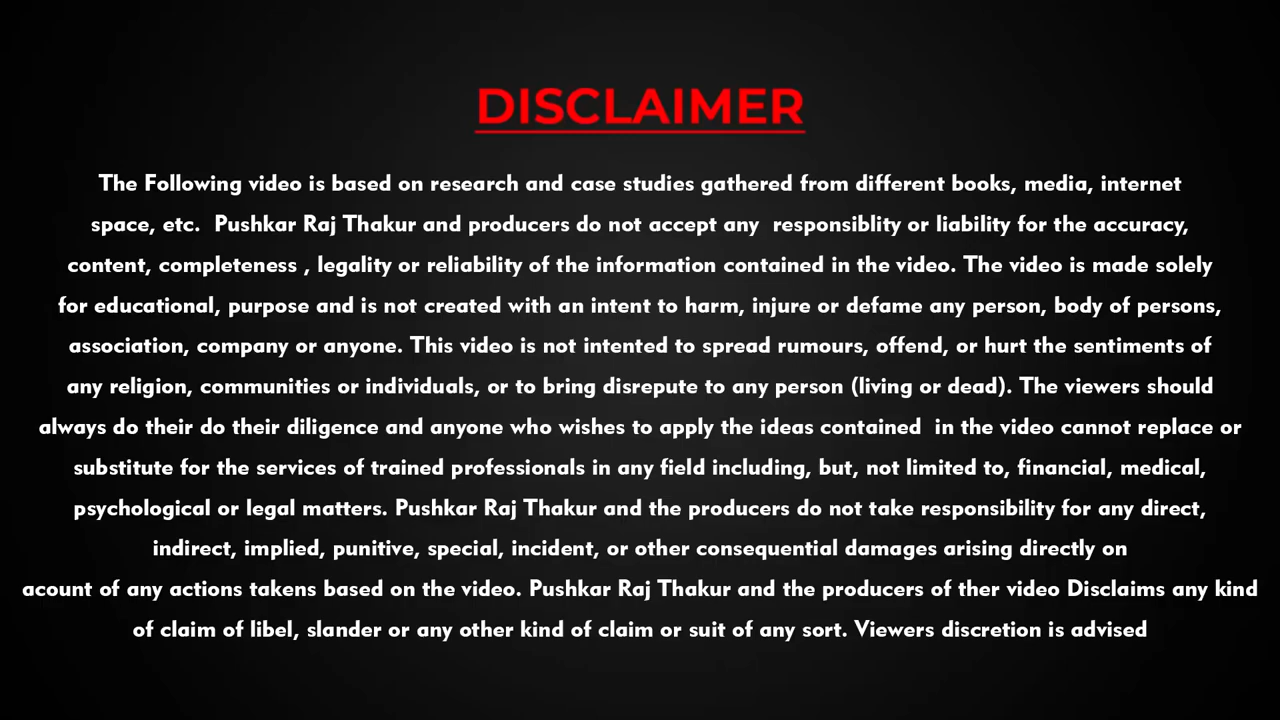 DISCLAIMER
The Following video is based on research and case studies gathered from different books, media, internet
space, etc.  Pushkar Raj Thakur and producers do not accept any  responsiblity or liability for the accuracy,
content, completeness , legality or reliability of the information contained in the video. The video is made solely
for educational, purpose and is not created with an intent to harm, injure or defame any person, body of persons,
association, company or anyone. This video is not intented to spread rumours, offend, or hurt the sentiments of
any religion, communities or individuals, or to bring disrepute to any person (living or dead). The viewers should
always do their do their diligence and anyone who wishes to apply the ideas contained  in the video cannot replace or
substitute for the services of trained professionals in any field including, but, not limited to, financial, medical,
psychological or legal matters. Pushkar Raj Thakur and the producers do not take responsibility for any direct,
indirect, implied, punitive, special, incident, or other consequential damages arising directly on
acount of any actions takens based on the video. Pushkar Raj Thakur and the producers of ther video Disclaims any kind
of claim of libel, slander or any other kind of claim or suit of any sort. Viewers discretion is advised